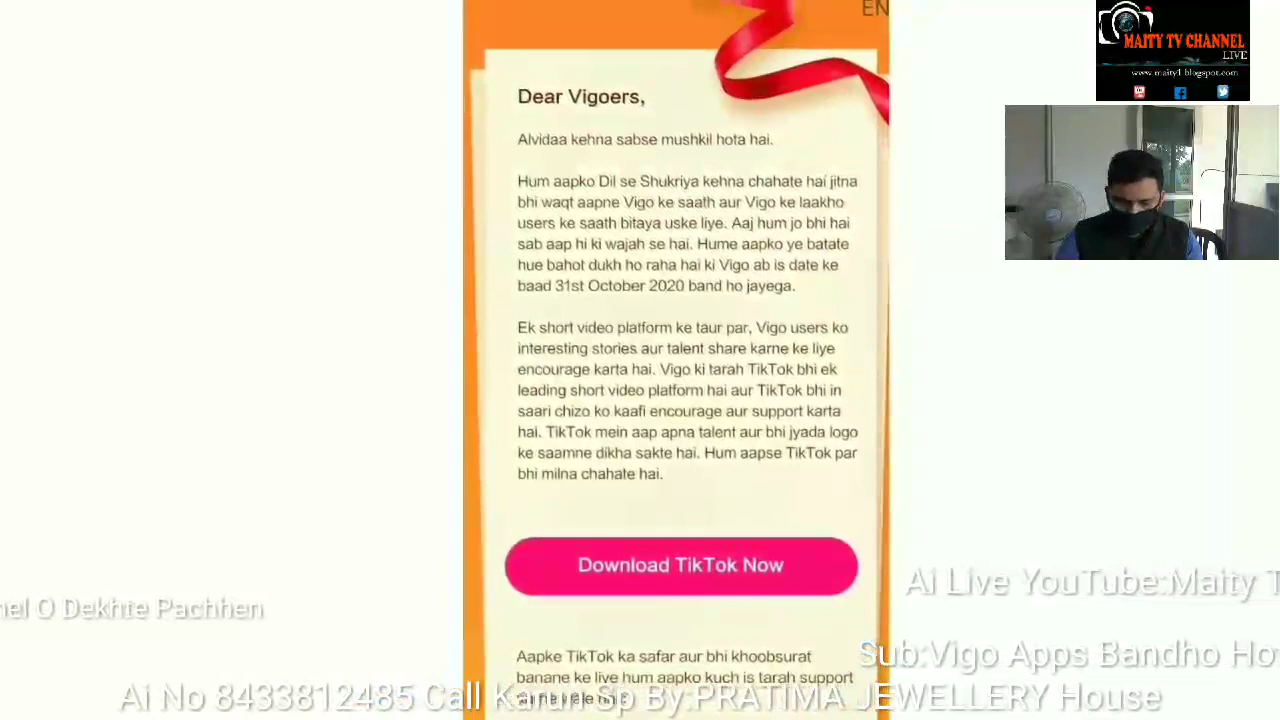 EN
MAITY TV CHANNEL
LIVE
www.maity1.blogspot.com
Dear Vigoers,
Alvidaa kehna sabse mushkil hota hai.
Hum aapko Dil se Shukriya kehna chahate hai jitna
bhi waqt aapne Vigo ke saath aur Vigo ke laakho
users ke saath bitaya uske liye. Aaj hum jo bhi hai
sab aap hi ki wajah se hai. Hume aapko ye batate
hue bahot dukh ho raha hai ki Vigo ab is date ke
baad 31st October 2020 band ho jayega.
Ek short video platform ke taur par, Vigo users ko
interesting stories aur talent share karne ke liye
encourage karta hai. Vigo ki tarah TikTok bhi ek
leading short video platform hai aur TikTok bhi in
saari chizo ko kaafi encourage aur support karta
hai. TikTok mein aap apna talent aur bhi jyada logo
ke saamne dikha sakte hai. Hum aapse TikTok par
bhi milna chahate hai.
Download TikTok Now
Ai Live YouTube:Maity T
nel O Dekhte Pachhen
Aapke TikTok ka safar aur bhi khoobsurat
banane ke liye hum aapko kuch is tarah support
Sub:Vigo Apps Bandho Ho
Ai No 8433812485 Call Karun Sp By:PRATIMA JEWELLERY House